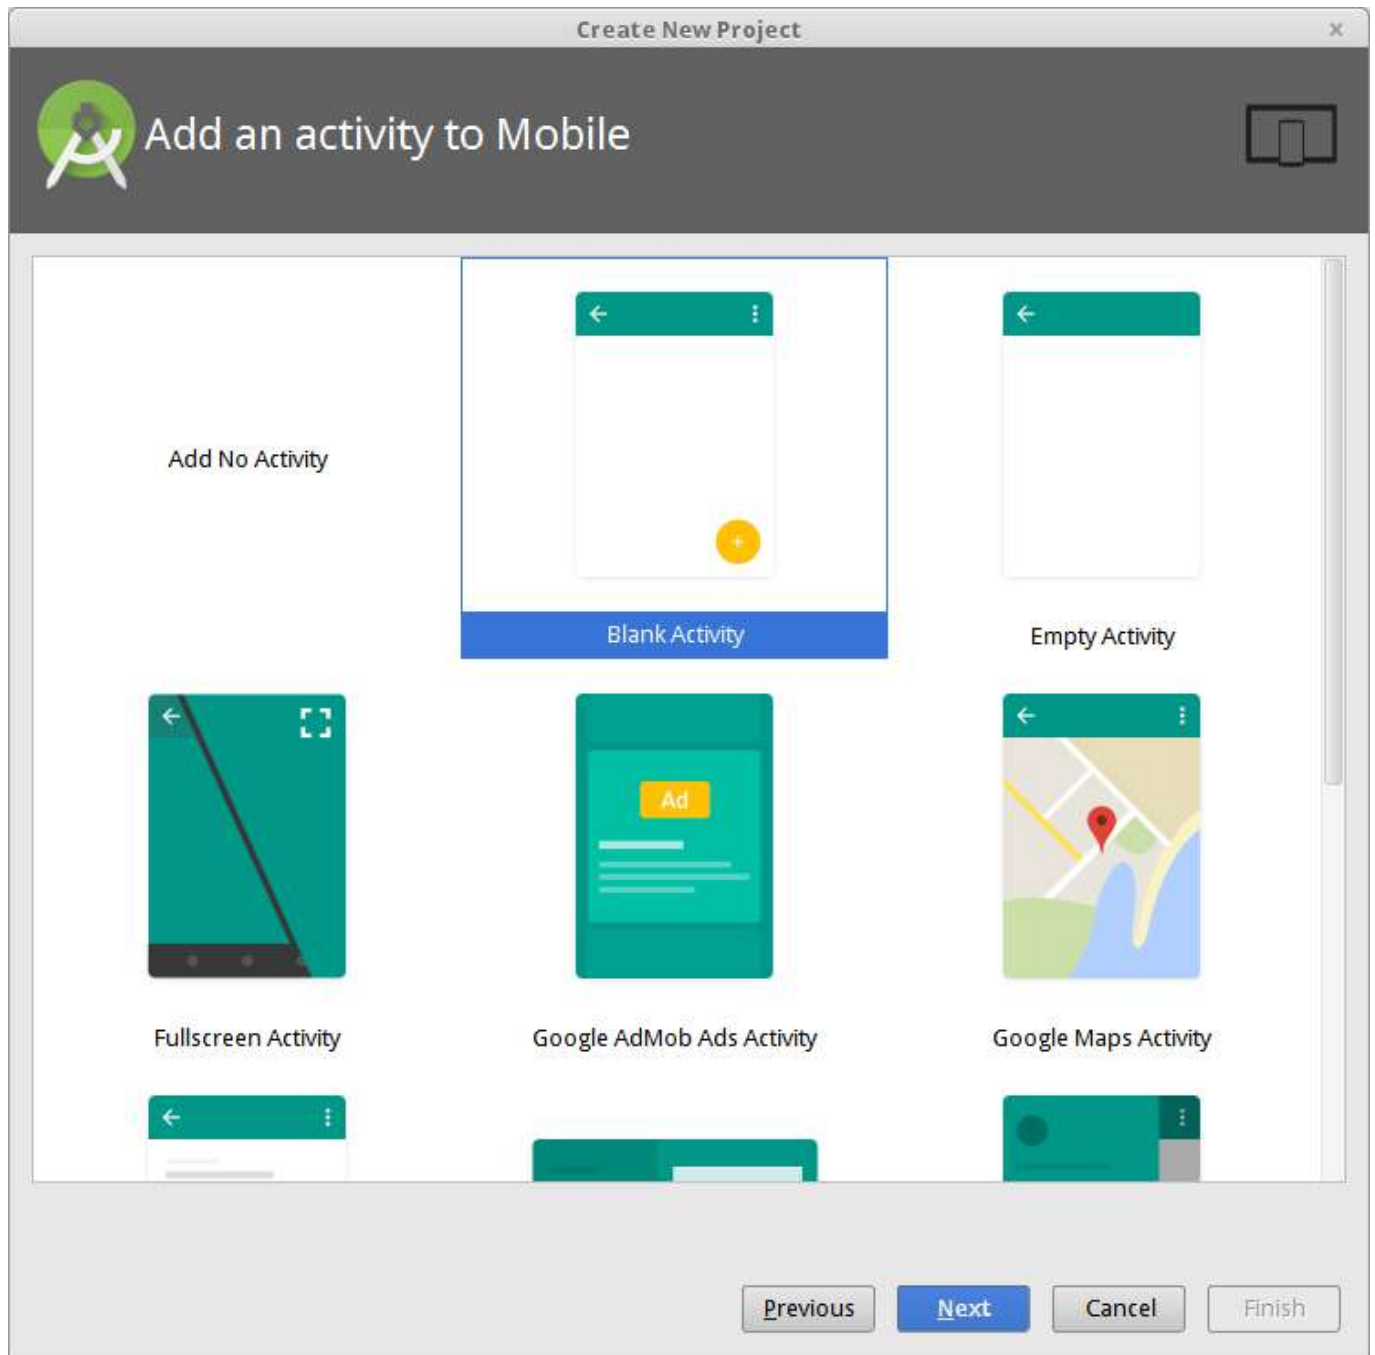 Create New Project
Add an activity to Mobile
Add No Activity
Blank Activity
Empty Activity
Ad
Fullscreen Activity
Google AdMob Ads Activity
Google Maps Activity
Previous
Next
Cancel
Finish